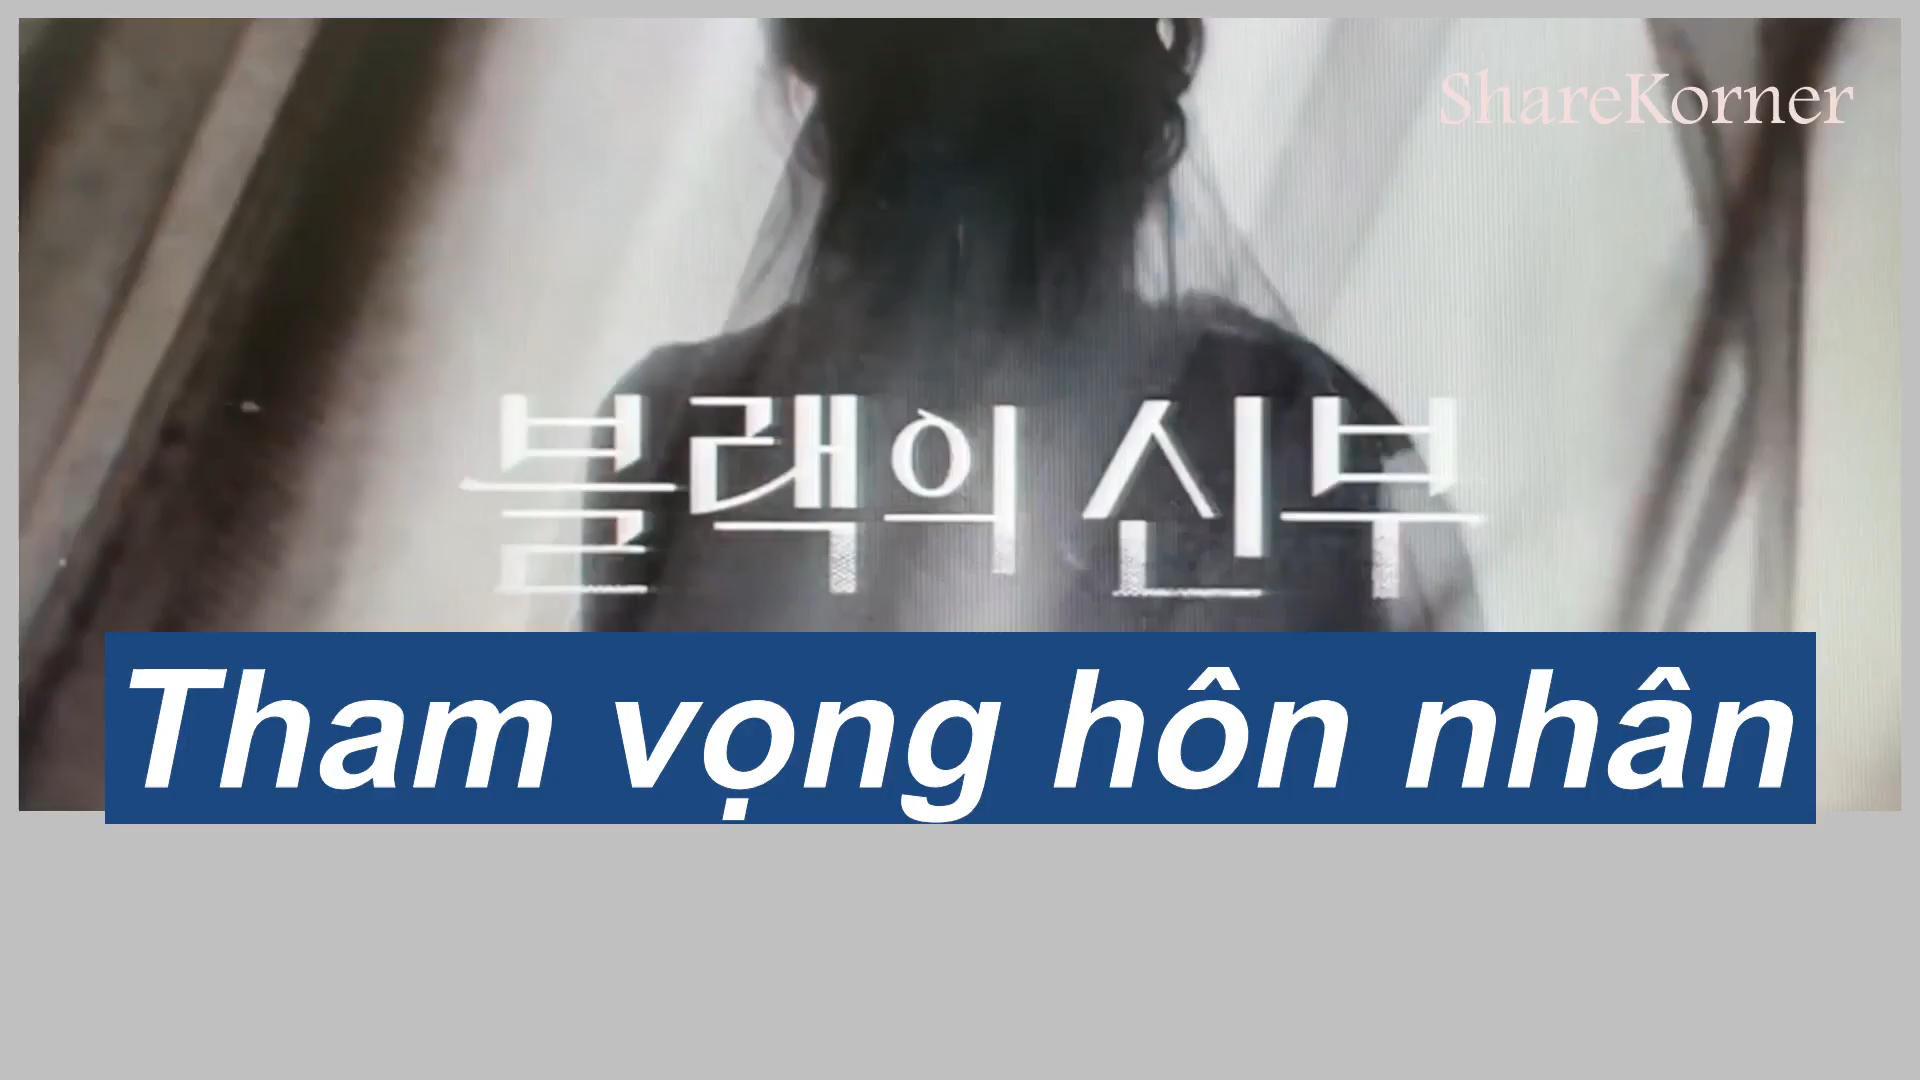 ShareKorner
블랙의 신부
Tham vọng hôn nhân